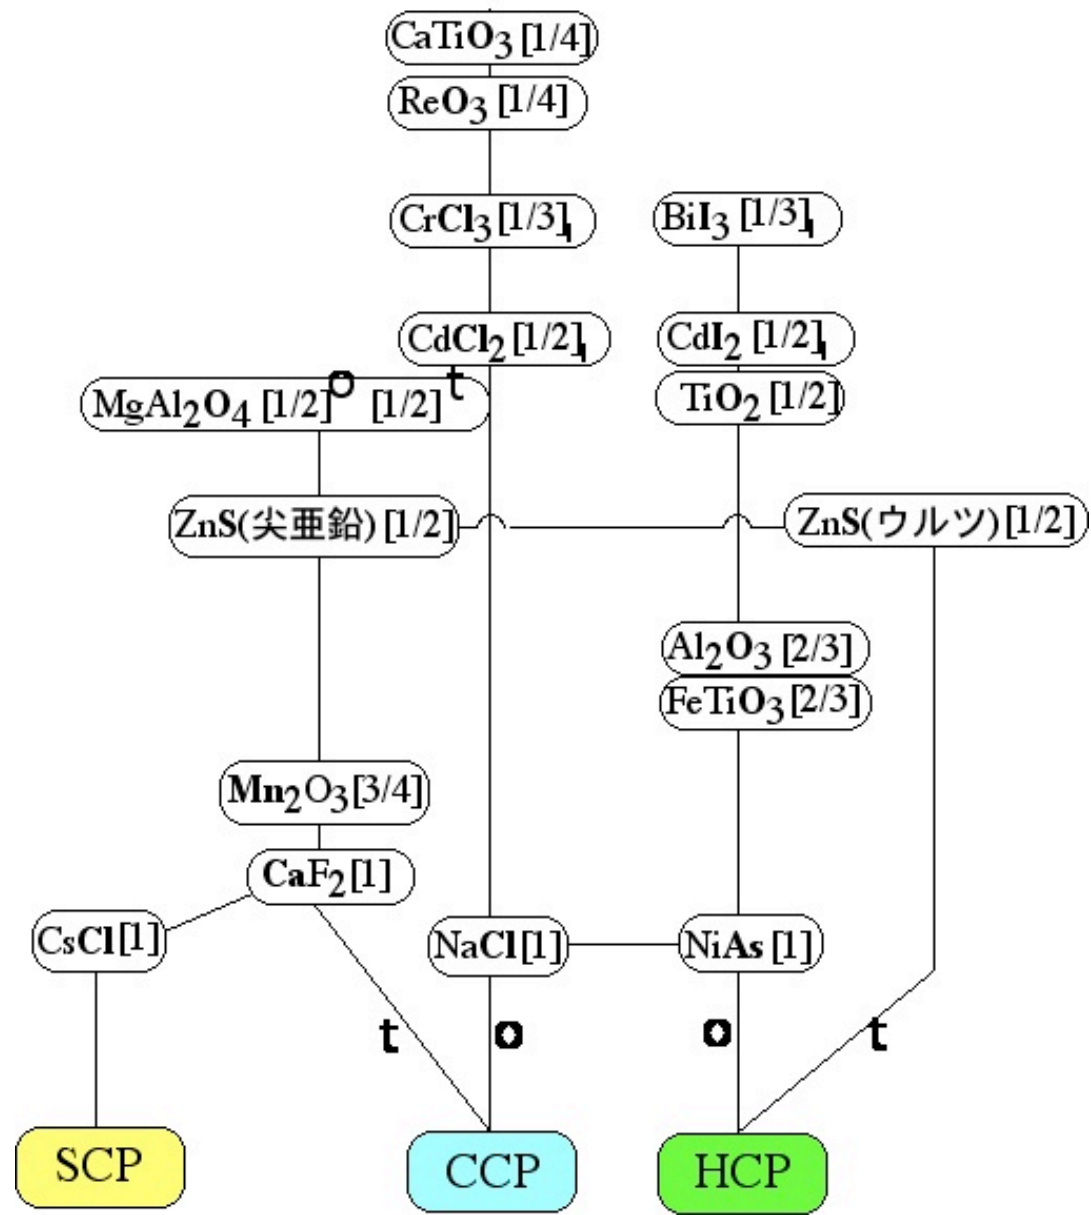 CaTiO3 [1/4]
ReO3 [1/4]
CrCl3 [1/3]l
BiI3 [1/3]l
CdCl2 [1/2]l
CdI2 [1/2]l
MgAl2O4 [1/2]o [1/2]t
TiO2 [1/2]
ZnS(尖亜鉛) [1/2]
ZnS(ウルツ) [1/2]
Al2O3 [2/3]
FeTiO3 [2/3]
Mn2O3[3/4]
CaF2[1]
CsCl[1]
NaCl[1]
NiAs [1]
t
o
o
t
SCP
CCP
HCP